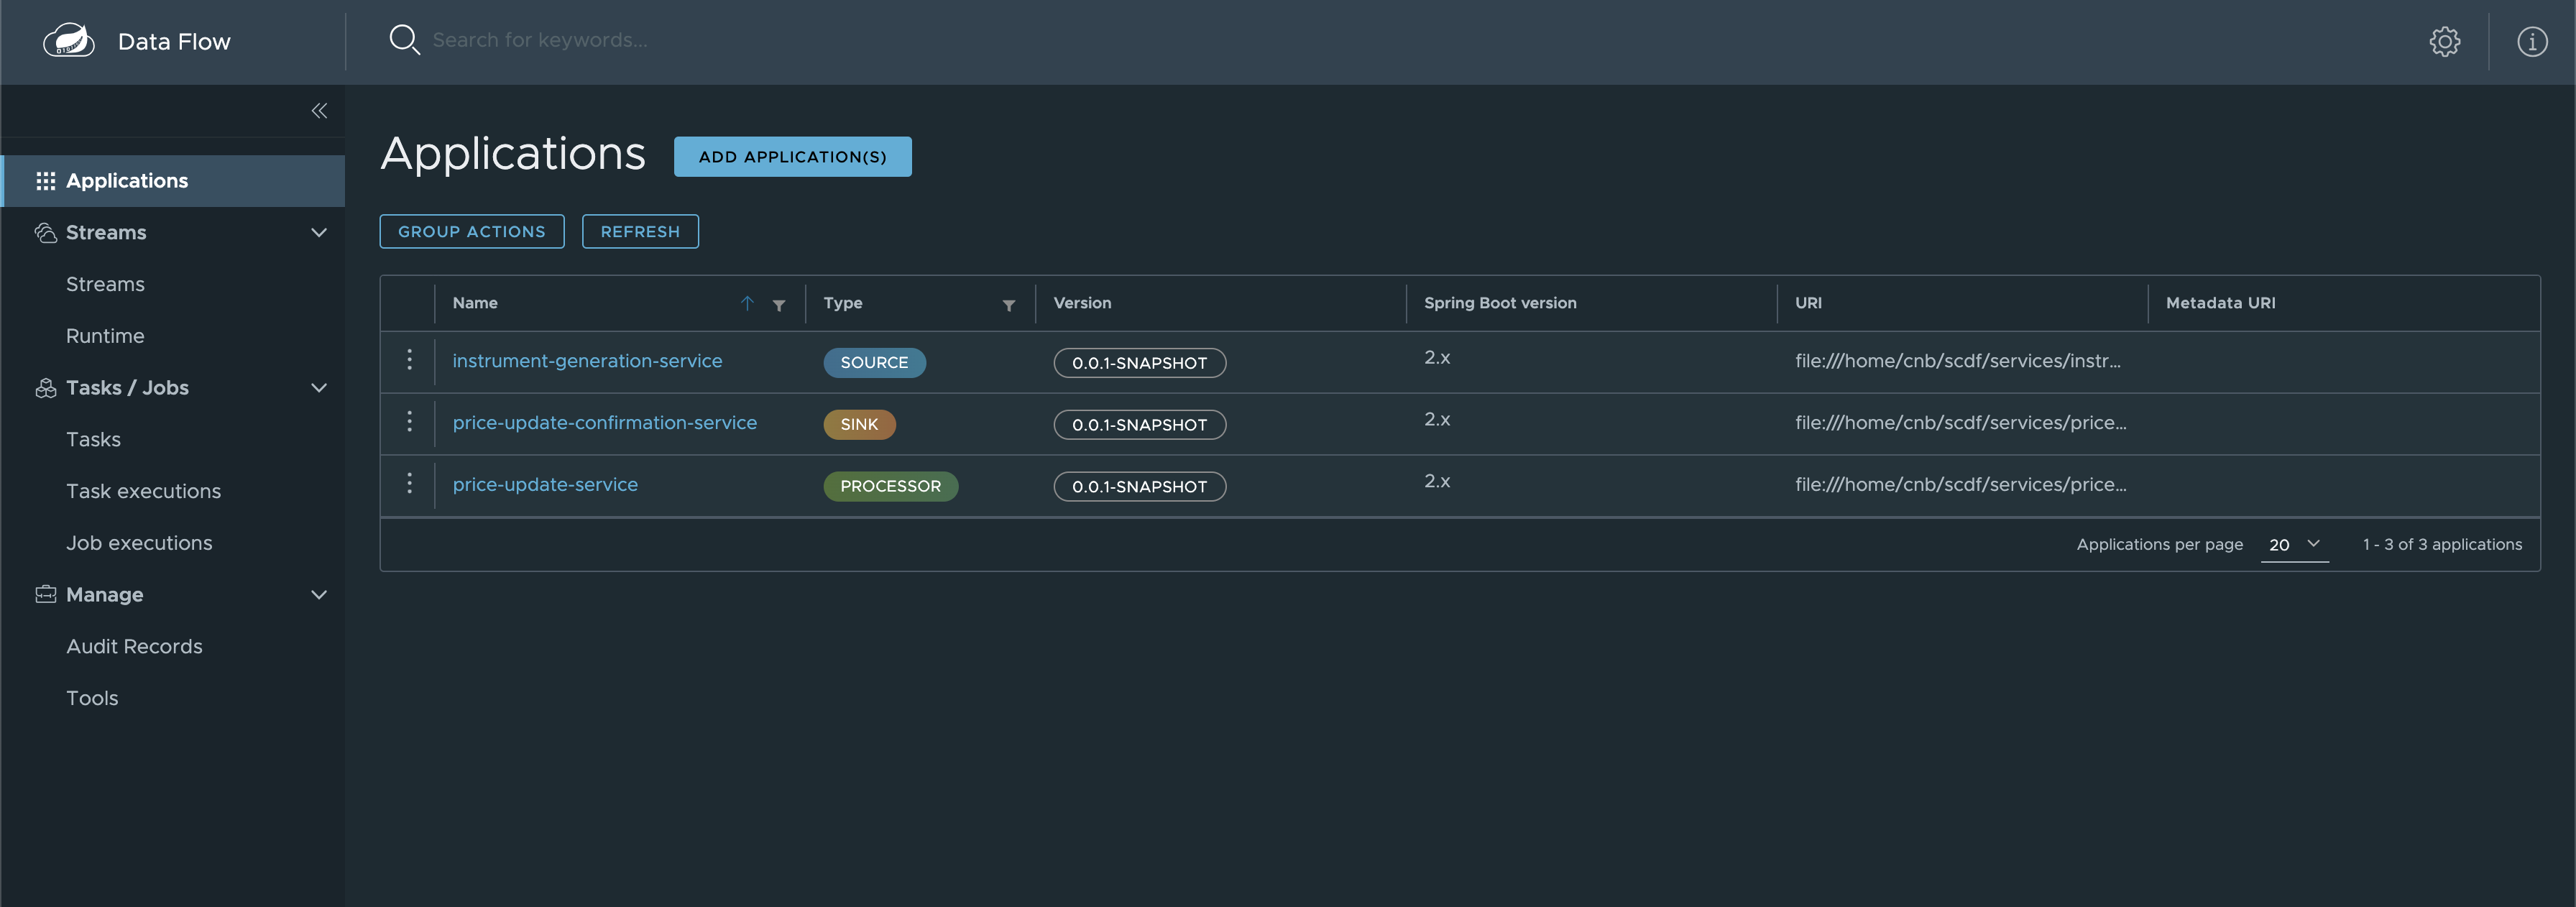 Data Flow
Search for keywords...
Applications
Streams
Streams
Runtime
Tasks / Jobs
Tasks
Task executions
Job executions
Manage
Audit Records
Tools
Applications ADD APPLICATION(S)
GROUP ACTIONS REFRESH
Name Type Version Spring Boot version URI Metadata URI
instrument-generation-service SOURCE 0.0.1-SNAPSHOT 2.x file:///home/cnb/scdf/services/instr...
price-update-confirmation-service SINK 0.0.1-SNAPSHOT 2.x file:///home/cnb/scdf/services/price...
price-update-service PROCESSOR 0.0.1-SNAPSHOT 2.x file:///home/cnb/scdf/services/price...
Applications per page 20 1 - 3 of 3 applications